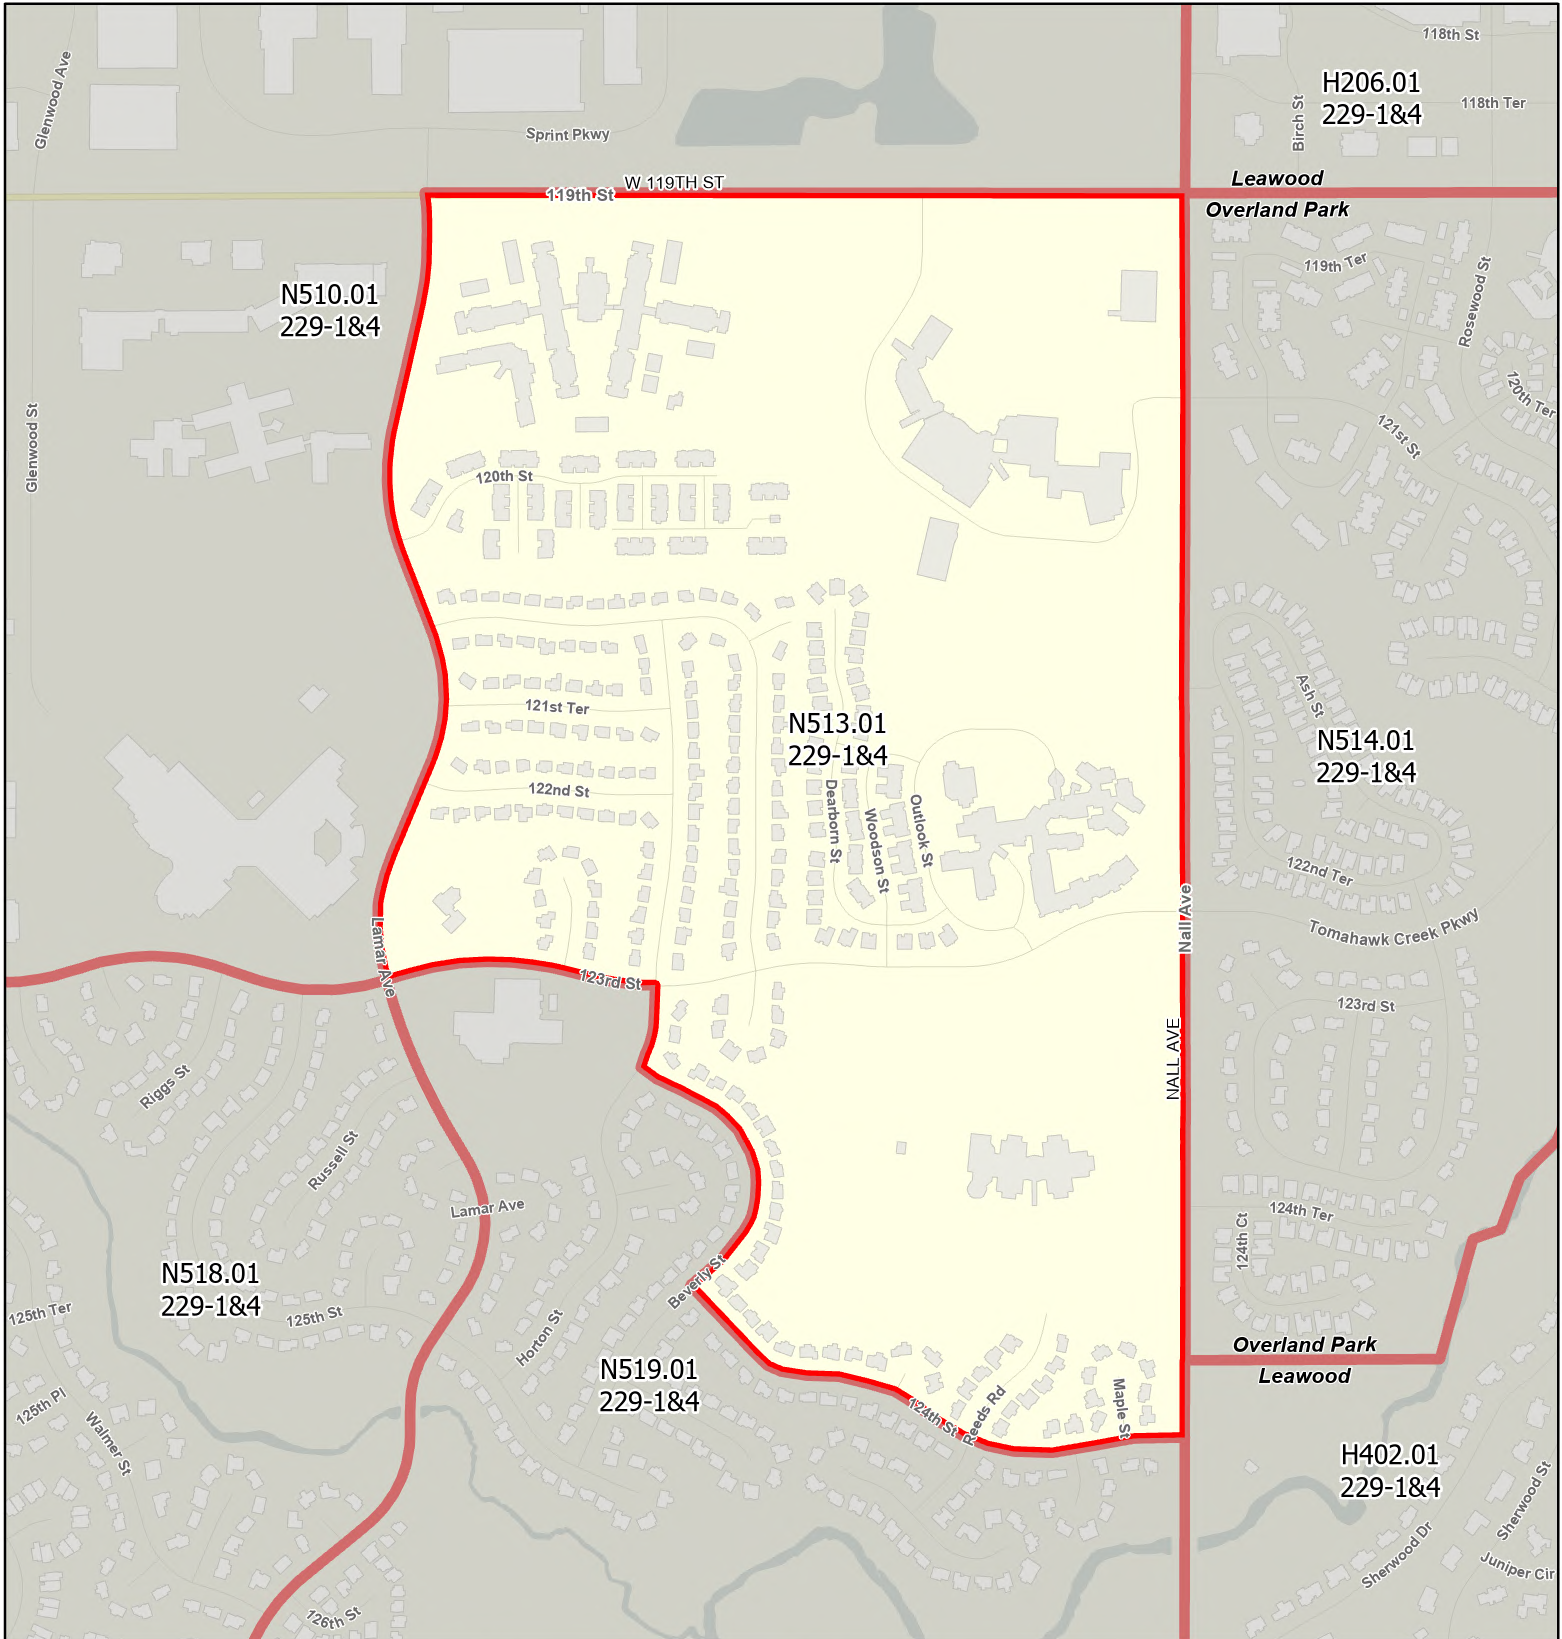 118th St
H206.01
229-1&4
118th Ter
Birch St
Glenwood Ave
Sprint Pkwy
W 119TH ST
119th St
Leawood
Overland Park
119th Ter
Rosewood St
N510.01
229-1&4
120th Ter
121st St
Glenwood St
120th St
Ash St
121st Ter
N513.01
229-1&4
N514.01
229-1&4
122nd St
Dearborn St
Woodson St
Outlook St
122nd Ter
Nall Ave
Tomahawk Creek Pkwy
Lamar Ave
123rd St
123rd St
NALL AVE
Riggs St
Russell St
Lamar Ave
124th Ter
124th Ct
N518.01
229-1&4
Beverly St
125th Ter
125th St
Horton St
Overland Park
Leawood
N519.01
229-1&4
125th Pl
Walmer St
124th St
Reeds Rd
Maple St
H402.01
229-1&4
Sherwood St
Sherwood Dr
Juniper Cir
126th St